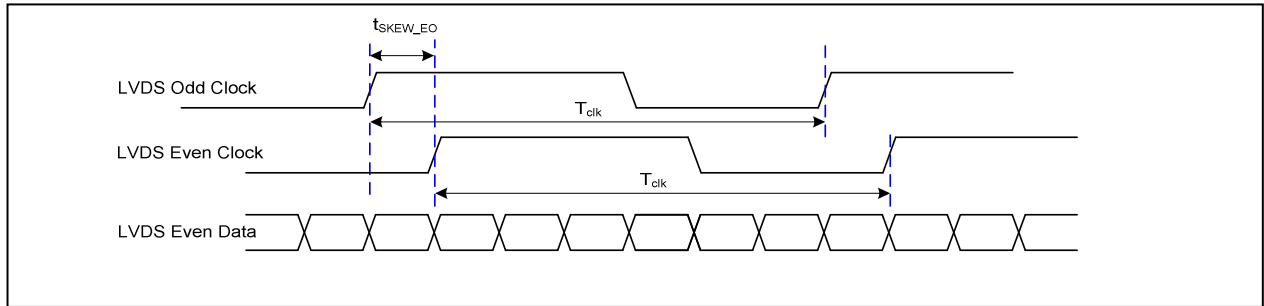 tSKEW_EO
LVDS Odd Clock
Tclk
LVDS Even Clock
Tclk
LVDS Even Data